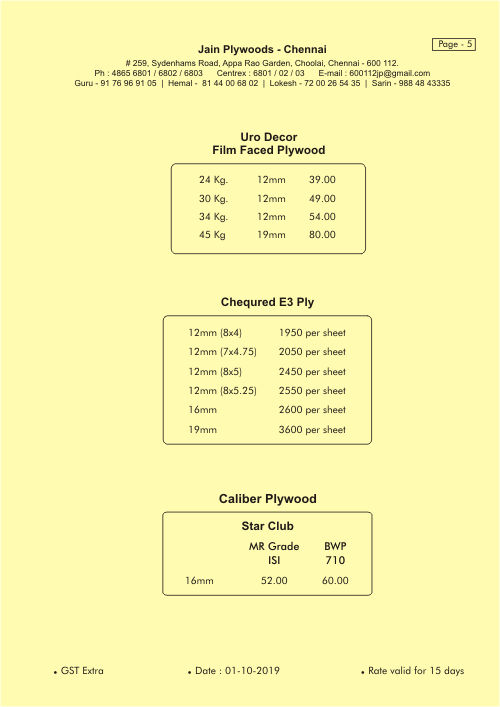 Page - 5
Jain Plywoods - Chennai
# 259, Sydenhams Road, Appa Rao Garden, Choolai, Chennai - 600 112.
Ph : 4865 6801 / 6802 / 6803 Centrex : 6801 / 02 / 03 E-mail : 600112jp@gmail.com
Guru - 91 76 96 91 05 | Hemal - 81 44 00 68 02 | Lokesh - 72 00 26 54 35 | Sarin - 988 48 43335
Uro Decor
Film Faced Plywood
24 Kg. 12mm 39.00
30 Kg. 12mm 49.00
34 Kg. 12mm 54.00
45 Kg 19mm 80.00
Chequred E3 Ply
12mm (8x4) 1950 per sheet
12mm (7x4.75) 2050 per sheet
12mm (8x5) 2450 per sheet
12mm (8x5.25) 2550 per sheet
16mm 2600 per sheet
19mm 3600 per sheet
Caliber Plywood
Star Club
MR Grade BWP
ISI 710
16mm 52.00 60.00
• GST Extra • Date : 01-10-2019 • Rate valid for 15 days